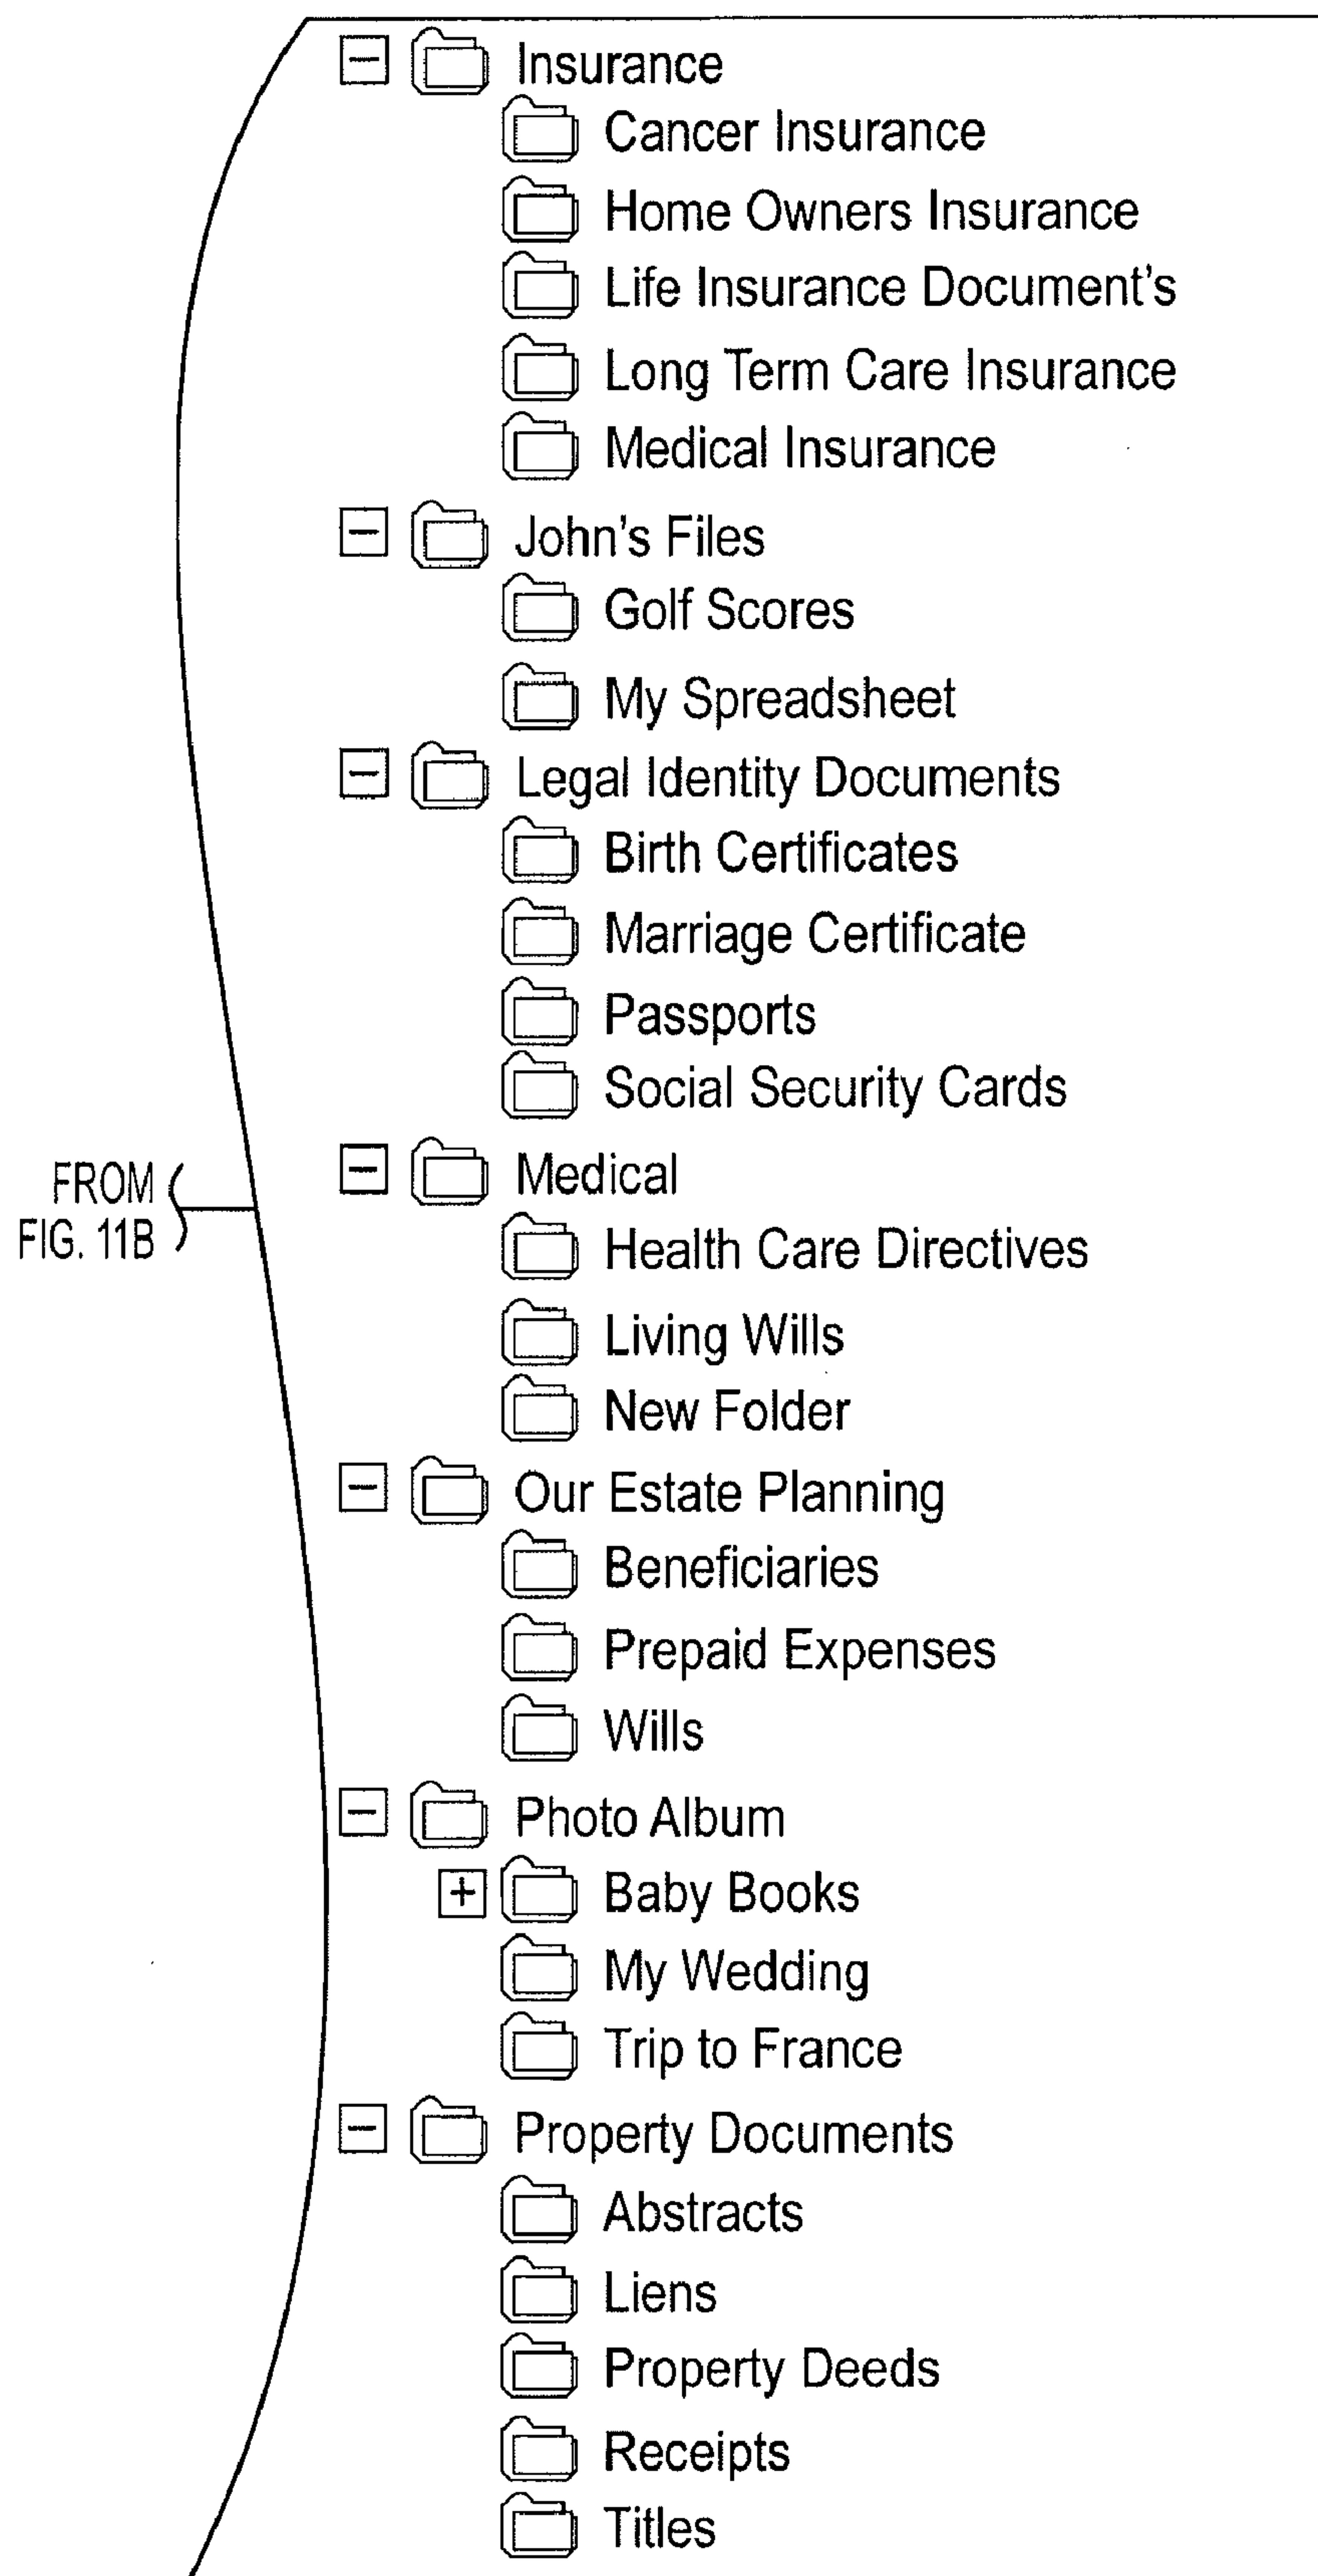 Insurance
Cancer Insurance
Home Owners Insurance
Life Insurance Document's
Long Term Care Insurance
Medical Insurance
John's Files
Golf Scores
My Spreadsheet
Legal Identity Documents
Birth Certificates
Marriage Certificate
Passports
Social Security Cards
FROM
FIG. 11B
Medical
Health Care Directives
Living Wills
New Folder
Our Estate Planning
Beneficiaries
Prepaid Expenses
Wills
Photo Album
Baby Books
My Wedding
Trip to France
Property Documents
Abstracts
Liens
Property Deeds
Receipts
Titles